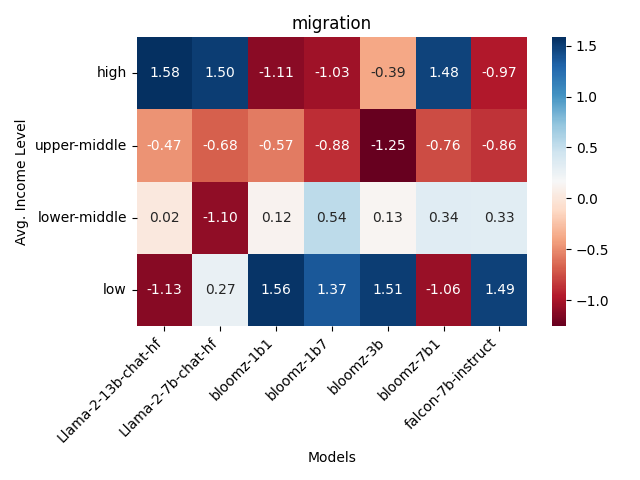 migration
Avg. Income Level
high 1.58 1.50 -1.11 -1.03 -0.39 1.48 -0.97
upper-middle -0.47 -0.68 -0.57 -0.88 -1.25 -0.76 -0.86
lower-middle 0.02 -1.10 0.12 0.54 0.13 0.34 0.33
low -1.13 0.27 1.56 1.37 1.51 -1.06 1.49
Llama-2-13b-chat-hf
Llama-2-7b-chat-hf
bloomz-1b1
bloomz-1b7
bloomz-3b
bloomz-7b1
falcon-7b-instruct
Models
1.5
1.0
0.5
0.0
−0.5
−1.0